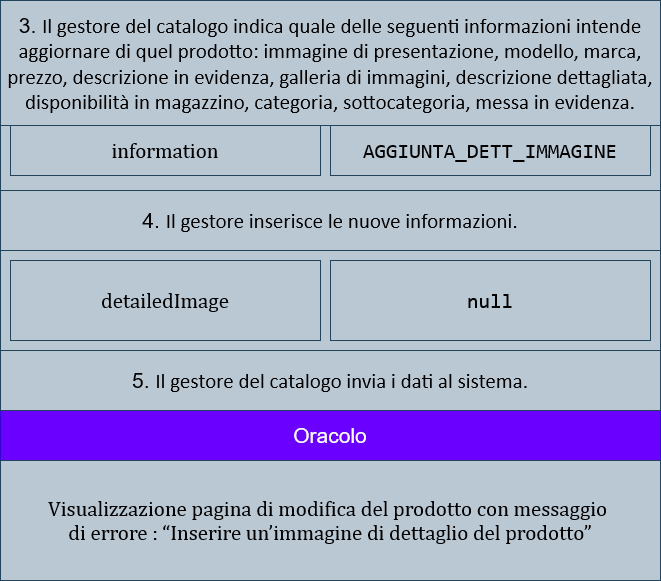 3. Il gestore del catalogo indica quale delle seguenti informazioni intende
aggiornare di quel prodotto: immagine di presentazione, modello, marca,
prezzo, descrizione in evidenza, galleria di immagini, descrizione dettagliata,
disponibilità in magazzino, categoria, sottocategoria, messa in evidenza.
information AGGIUNTA_DETT_IMMAGINE
4. Il gestore inserisce le nuove informazioni.
detailedImage null
5. Il gestore del catalogo invia i dati al sistema.
Oracolo
Visualizzazione pagina di modifica del prodotto con messaggio
di errore : “Inserire un’immagine di dettaglio del prodotto”